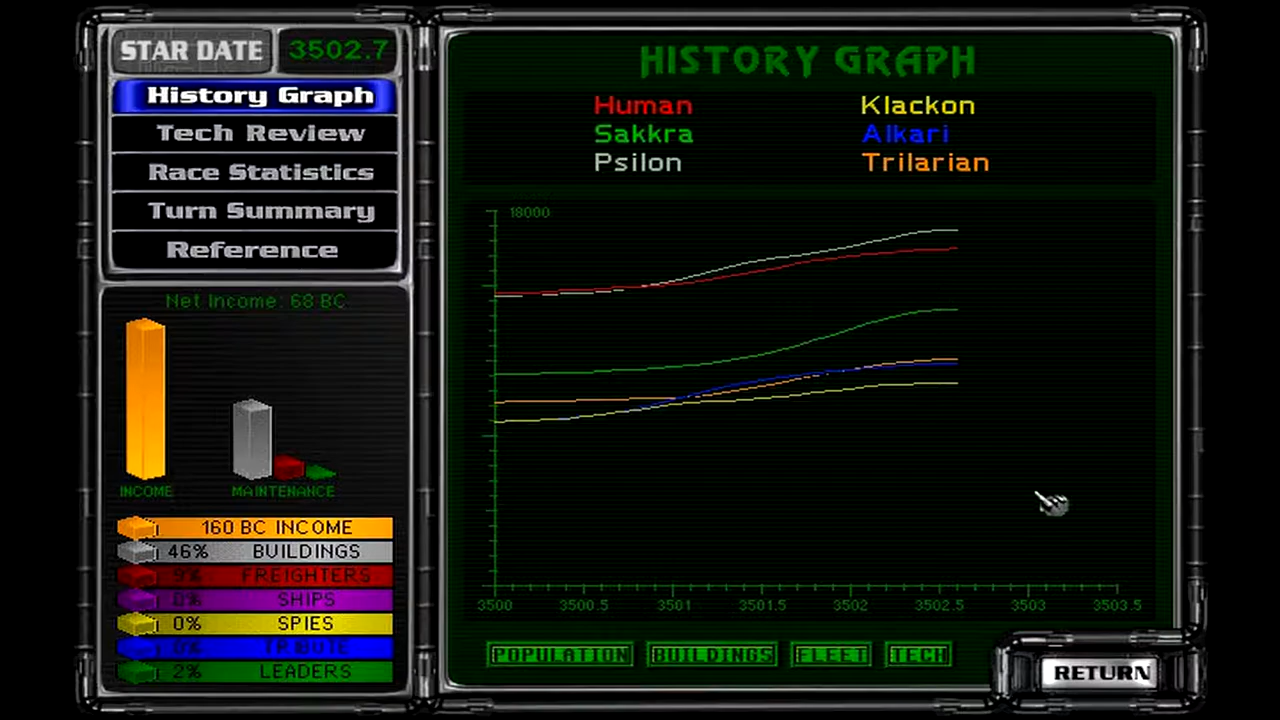 STAR DATE 3502.7
History Graph
Tech Review
Race Statistics
Turn Summary
Reference
Net Income: 68 BC
INCOME MAINTENANCE
160 BC INCOME
46% BUILDINGS
9% FREIGHTERS
0% SHIPS
0% SPIES
0% TRIBUTE
2% LEADERS
HISTORY GRAPH
Human Klackon
Sakkra Alkari
Psilon Trilarian
18000
3500 3500.5 3501 3501.5 3502 3502.5 3503 3503.5
POPULATION BUILDINGS FLEET TECH
RETURN